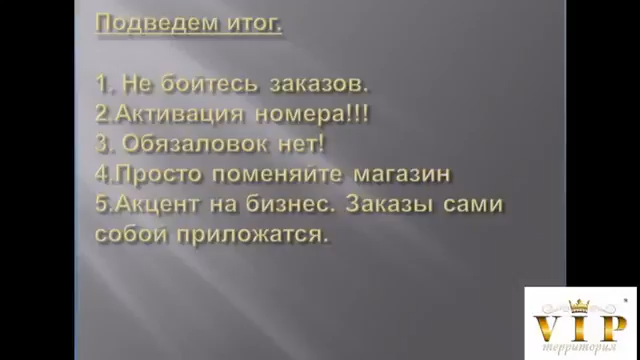 Подведем итог.
1. Не бойтесь заказов.
2.Активация номера!!!
3. Обязаловок нет!
4.Просто поменяйте магазин
5.Акцент на бизнес. Заказы сами
собой приложатся.
VIP
территория